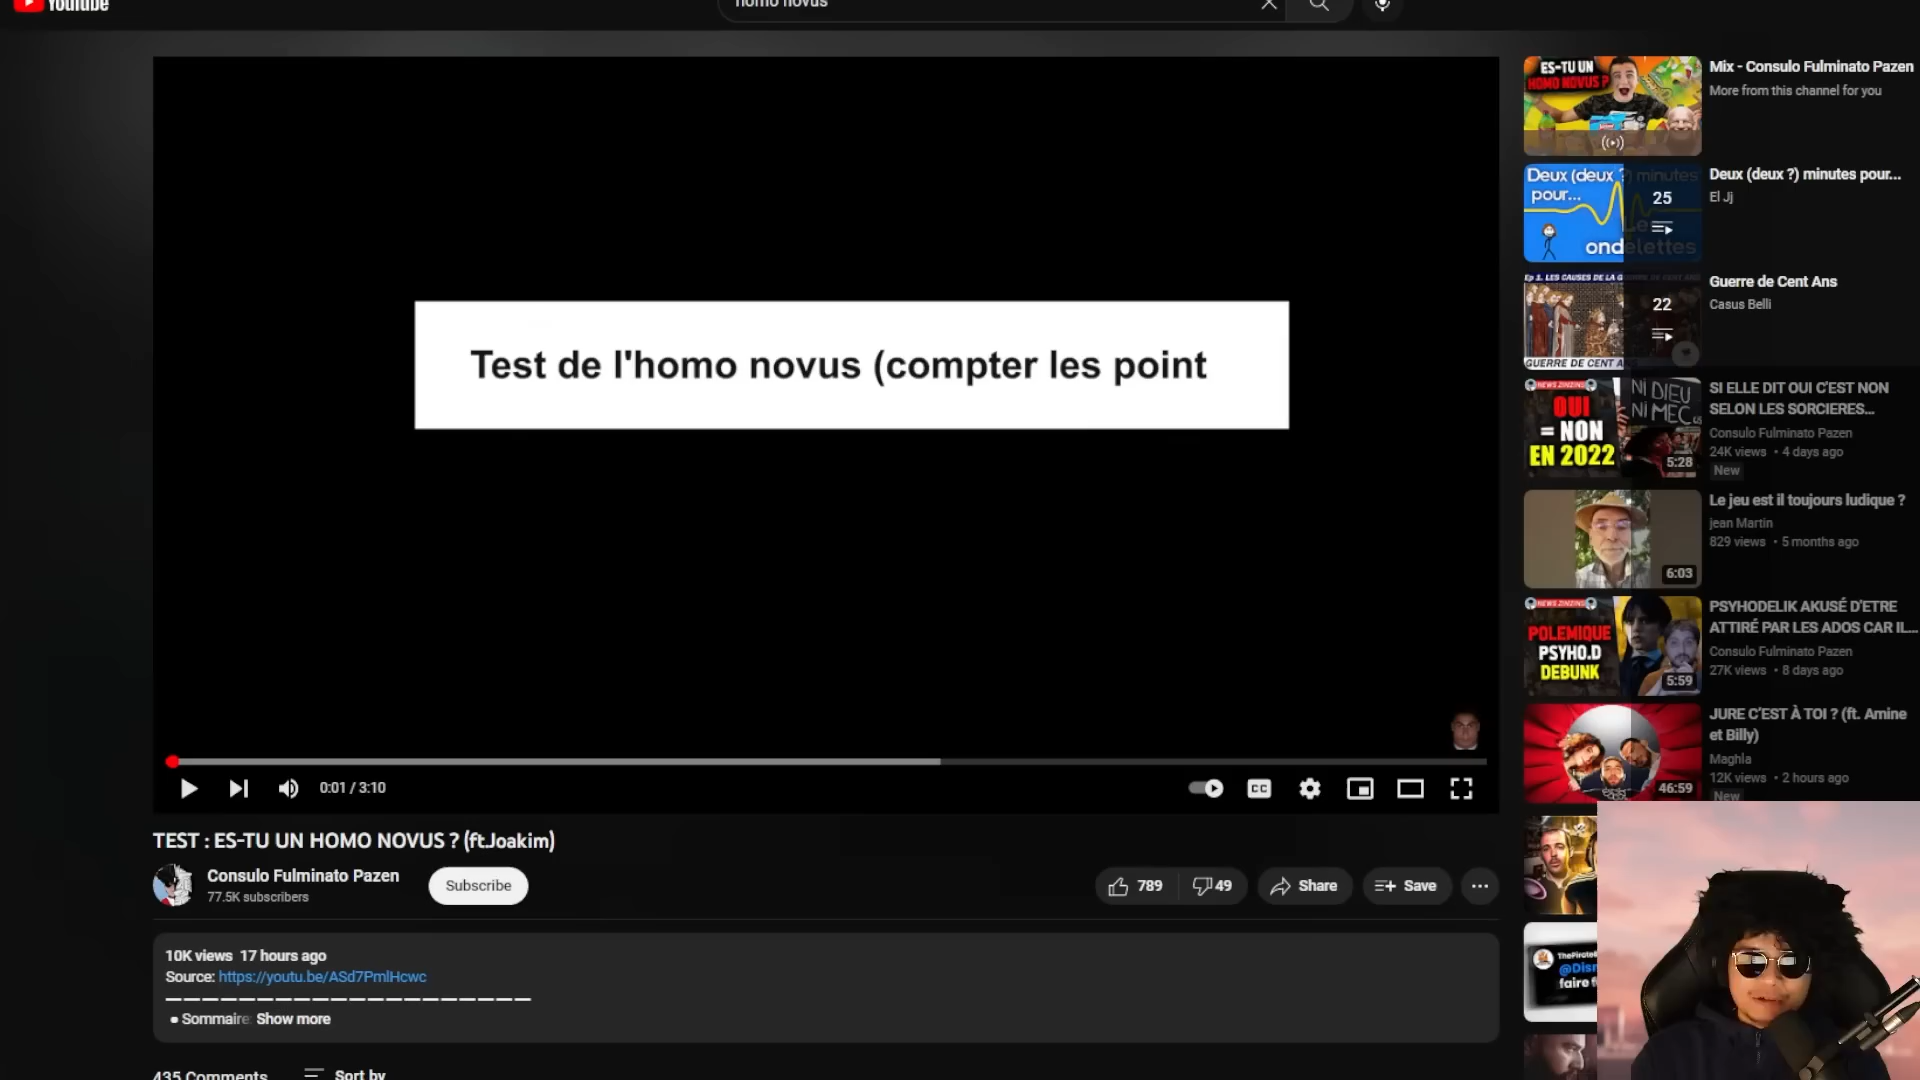 YouTube
homo novus
Test de l'homo novus (compter les point
0:01 / 3:10
CC
TEST : ES-TU UN HOMO NOVUS ? (ft.Joakim)
Consulo Fulminato Pazen
77.5K subscribers
Subscribe
789
49
Share
Save
10K views 17 hours ago
Source: https://youtu.be/ASd7PmlHcwc
● Sommaire: Show more
435 Comments
Sort by
ES-TU UN
HOMO NOVUS ?
Mix - Consulo Fulminato Pazen
More from this channel for you
Deux (deux ?) minutes
pour...
Le
ondelettes
25
Deux (deux ?) minutes pour...
El Jj
GUERRE DE CENT A
22
Guerre de Cent Ans
Casus Belli
NEWS ZINZINS
OUI
= NON
EN 2022
NI DIEU
NI MEC
5:28
SI ELLE DIT OUI C'EST NON
SELON LES SORCIERES...
Consulo Fulminato Pazen
24K views • 4 days ago
New
6:03
Le jeu est il toujours ludique ?
jean Martin
829 views • 5 months ago
NEWS ZINZINS
POLEMIQUE
PSYHO.D
DEBUNK
5:59
PSYHODELIK AKUSÉ D'ETRE
ATTIRÉ PAR LES ADOS CAR IL...
Consulo Fulminato Pazen
27K views • 8 days ago
46:59
JURE C'EST À TOI ? (ft. Amine
et Billy)
Maghla
12K views • 2 hours ago
New
@Disn
faire f